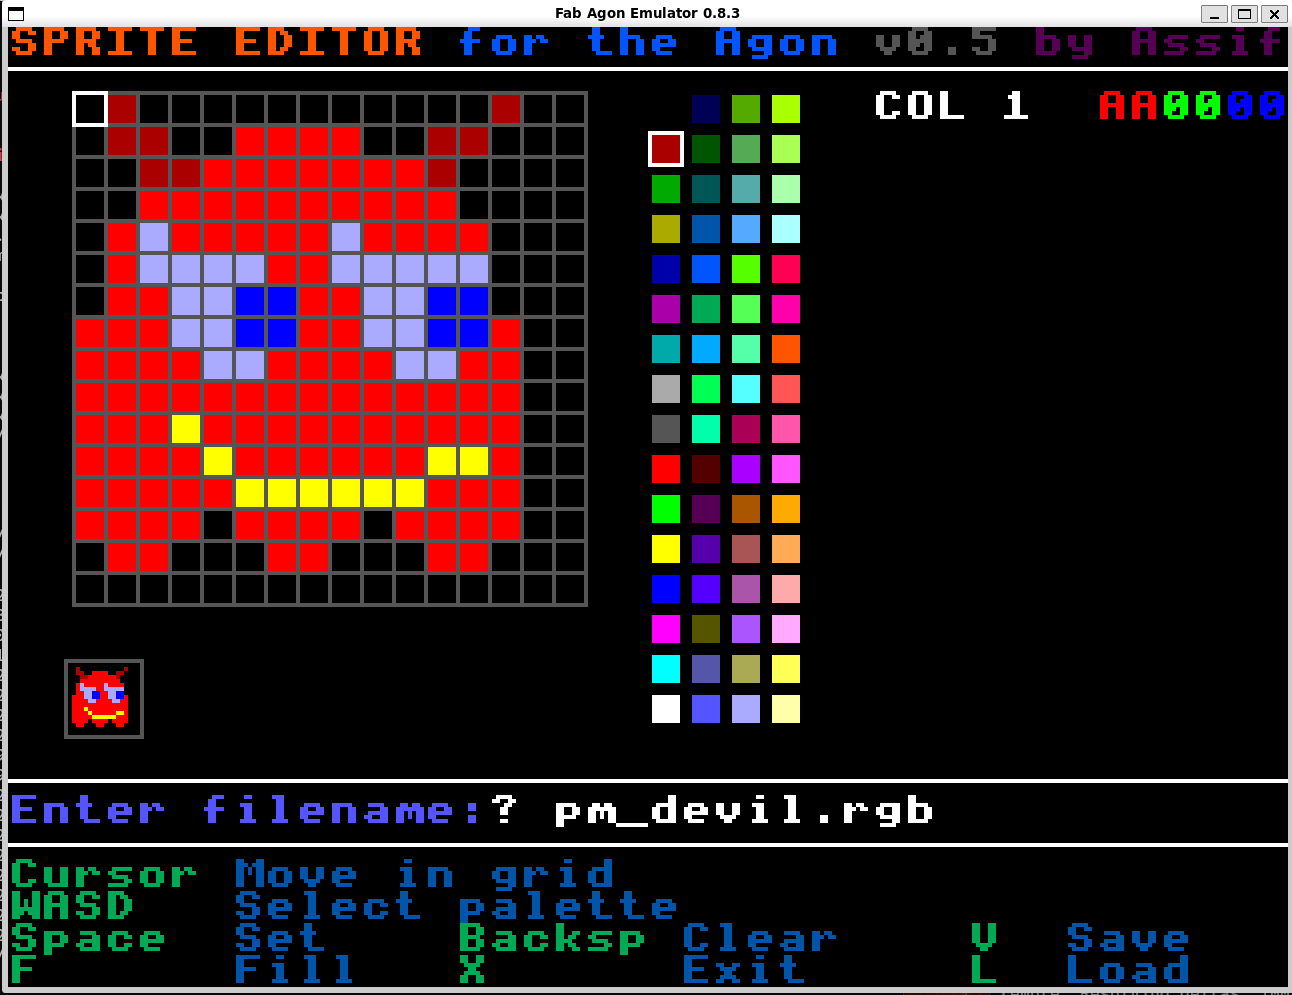 Fab Agon Emulator 0.8.3
SPRITE EDITOR for the Agon v0.5 by Assif
COL 1 AA0000
Enter filename:? pm_devil.rgb
Cursor Move in grid
WASD Select palette
Space Set Backsp Clear V Save
F Fill X Exit L Load